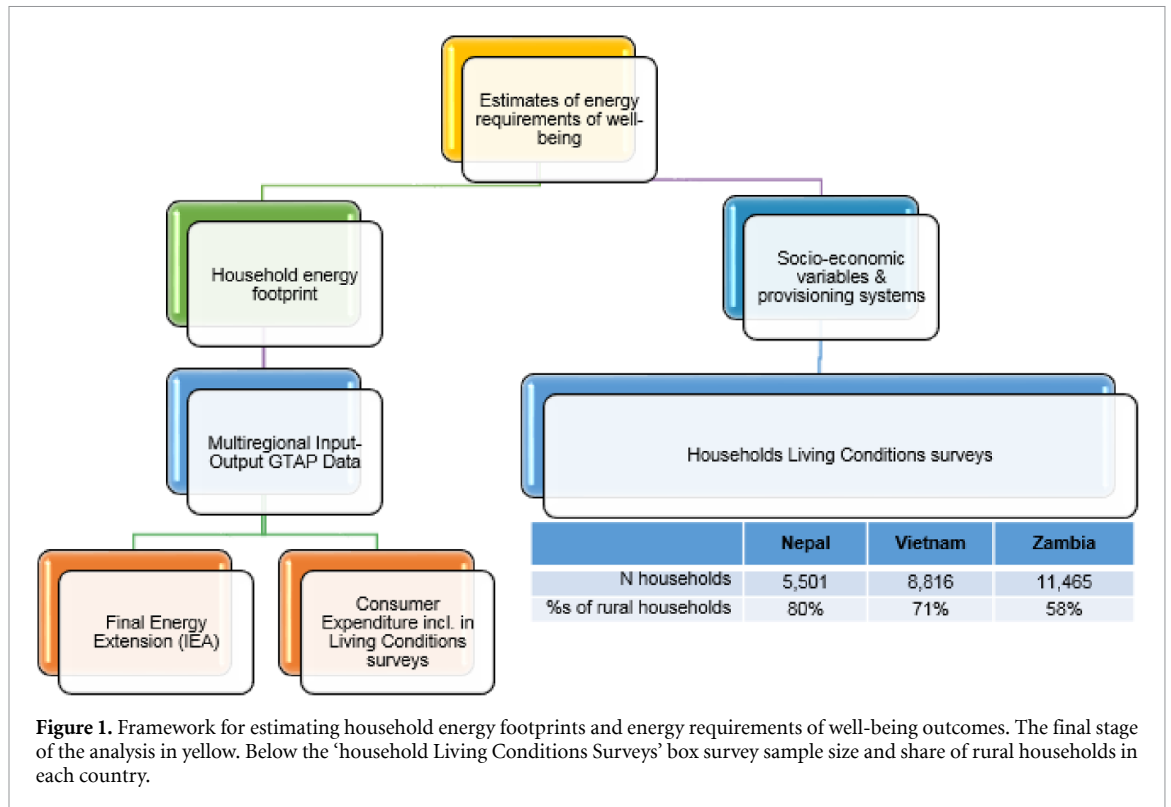 Estimates of energy
requirements of well-
being
Household energy
footprint
Socio-economic
variables &
provisioning systems
Multiregional Input-
Output GTAP Data
Households Living Conditions surveys
Final Energy
Extension (IEA)
Consumer
Expenditure incl. in
Living Conditions
surveys
Nepal Vietnam Zambia
N households 5,501 8,816 11,465
%s of rural households 80% 71% 58%
Figure 1. Framework for estimating household energy footprints and energy requirements of well-being outcomes. The final stage
of the analysis in yellow. Below the ‘household Living Conditions Surveys’ box survey sample size and share of rural households in
each country.